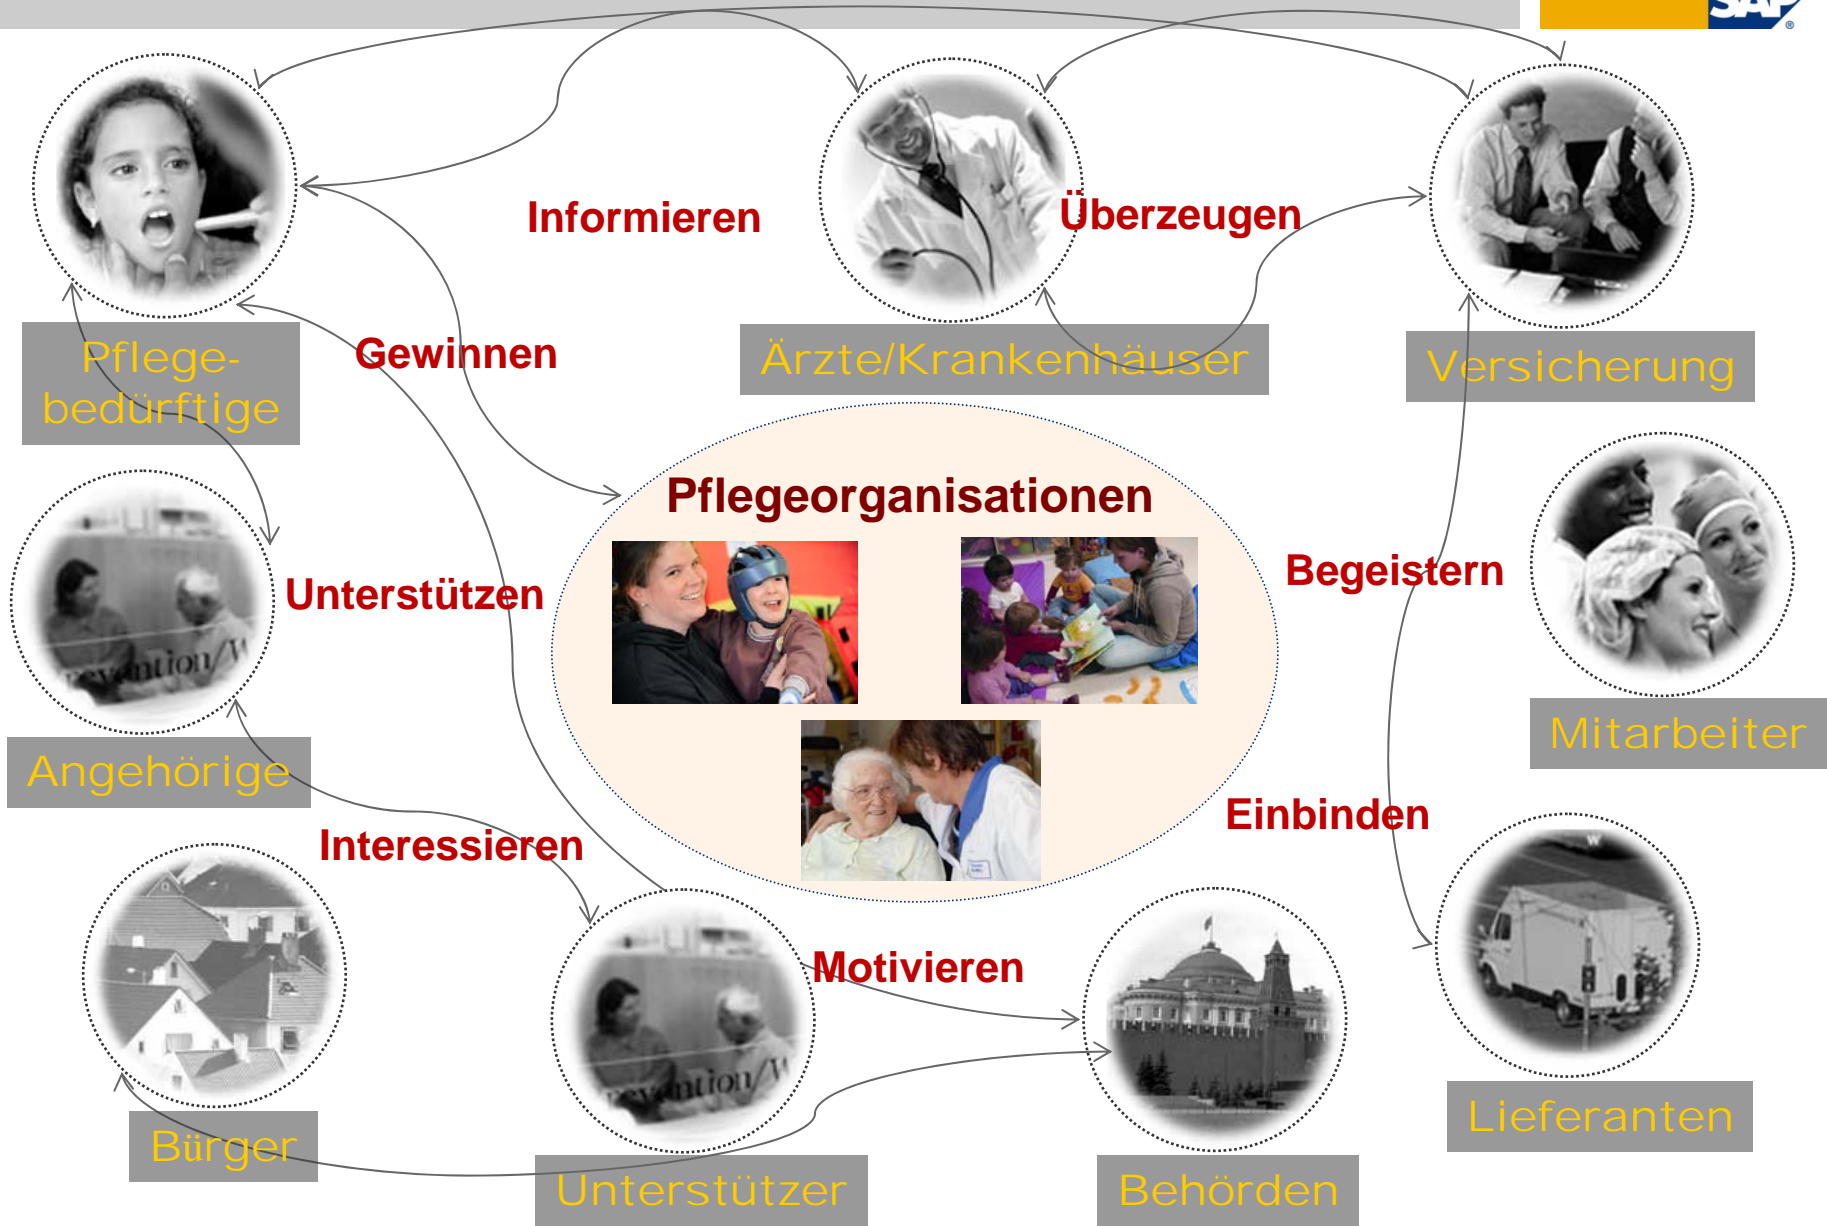 SAP
®
Informieren
Überzeugen
Gewinnen
Pflege-
bedürftige
Ärzte/Krankenhäuser
Versicherung
Pflegeorganisationen
Unterstützen
Begeistern
Angehörige
Mitarbeiter
Interessieren
Einbinden
Motivieren
Bürger
Unterstützer
Behörden
Lieferanten